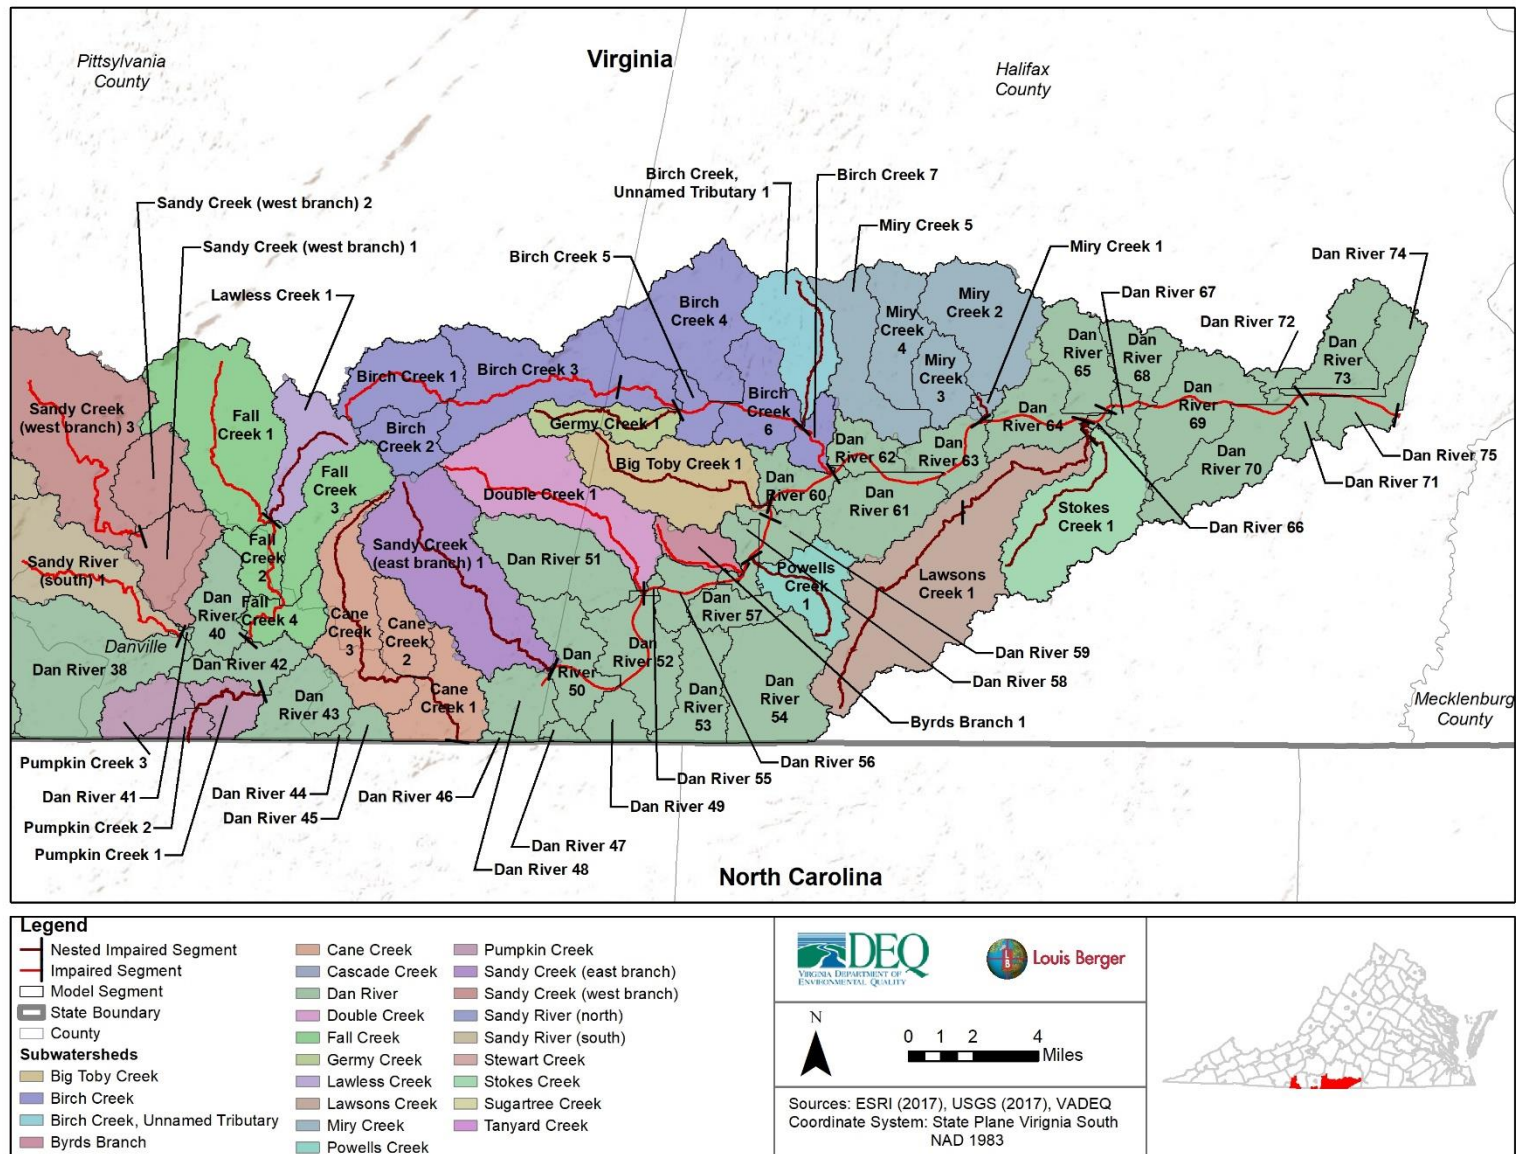 Pittsylvania
County
Virginia
Halifax
County
Birch Creek,
Unnamed Tributary 1
Birch Creek 7
Sandy Creek (west branch) 2
Miry Creek 5
Sandy Creek (west branch) 1
Miry Creek 1
Birch Creek 5
Dan River 74
Lawless Creek 1
Dan River 67
Dan River 72
Birch
Creek 4
Miry
Creek 2
Miry
Creek
4
Dan
River
65
Dan
River
68
Dan
River
73
Birch Creek 1
Birch Creek 3
Miry
Creek
3
Sandy Creek
(west branch) 3
Fall
Creek 1
Birch
Creek 2
Germy Creek 1
Birch
Creek
6
Dan
River 64
Dan
River
69
Dan
River 62
Dan
River 63
Dan River 75
Dan
River 70
Dan River 71
Fall
Creek
3
Big Toby Creek 1
Double Creek 1
Dan
River 60
Dan
River 61
Stokes
Creek 1
Dan River 66
Fall
Creek
2
Sandy Creek
(east branch) 1
Dan River 51
Sandy River
(south) 1
Powells
Creek
1
Lawsons
Creek 1
Dan
River
40
Fall
Creek 4
Cane
Creek
3
Cane
Creek
2
Dan
River 57
Danville
Dan River 38
Dan River 42
Dan
River 52
Dan
River
50
Dan River 59
Dan River 58
Dan
River 43
Cane
Creek 1
Dan
River
53
Dan
River
54
Byrds Branch 1
Mecklenburg
County
Pumpkin Creek 3
Dan River 56
Dan River 55
Dan River 41
Dan River 44
Dan River 46
Dan River 49
Dan River 45
Pumpkin Creek 2
Dan River 47
Pumpkin Creek 1
Dan River 48
North Carolina
Legend
Nested Impaired Segment
Impaired Segment
Model Segment
State Boundary
County
Subwatersheds
Big Toby Creek
Birch Creek
Birch Creek, Unnamed Tributary
Byrds Branch
Cane Creek
Cascade Creek
Dan River
Double Creek
Fall Creek
Germy Creek
Lawless Creek
Lawsons Creek
Miry Creek
Powells Creek
Pumpkin Creek
Sandy Creek (east branch)
Sandy Creek (west branch)
Sandy River (north)
Sandy River (south)
Stewart Creek
Stokes Creek
Sugartree Creek
Tanyard Creek
DEQ
VIRGINIA DEPARTMENT OF
ENVIRONMENTAL QUALITY
Louis Berger
N
0 1 2 4
Miles
Sources: ESRI (2017), USGS (2017), VADEQ
Coordinate System: State Plane Virignia South
NAD 1983